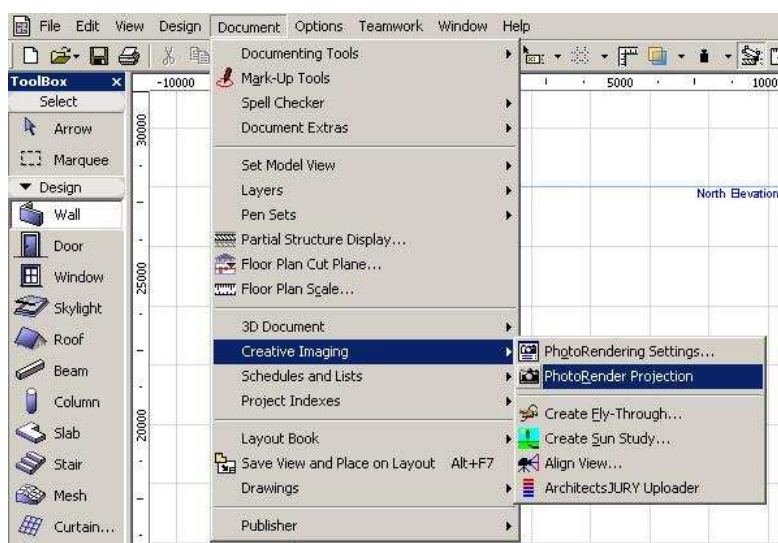 File Edit View Design Document Options Teamwork Window Help
ToolBox x
Select
Arrow
Marquee
Design
Wall
Door
Window
Skylight
Roof
Beam
Column
Slab
Stair
Mesh
Curtain...
-10000
5000
1000
30000
25000
20000
North Elevation
Documenting Tools
Mark-Up Tools
Spell Checker
Document Extras
Set Model View
Layers
Pen Sets
Partial Structure Display...
Floor Plan Cut Plane...
Floor Plan Scale...
3D Document
Creative Imaging
Schedules and Lists
Project Indexes
Layout Book
Save View and Place on Layout Alt+F7
Drawings
Publisher
PhotoRendering Settings...
PhotoRender Projection
Create Fly-Through...
Create Sun Study...
Align View...
ArchitectsJURY Uploader